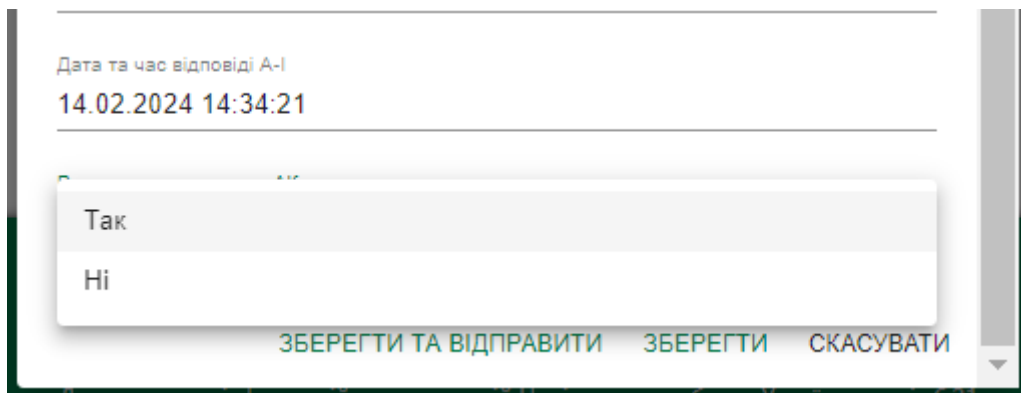 Дата та час відповіді А-І
14.02.2024 14:34:21
Так
Ні
ЗБЕРЕГТИ ТА ВІДПРАВИТИ ЗБЕРЕГТИ СКАСУВАТИ